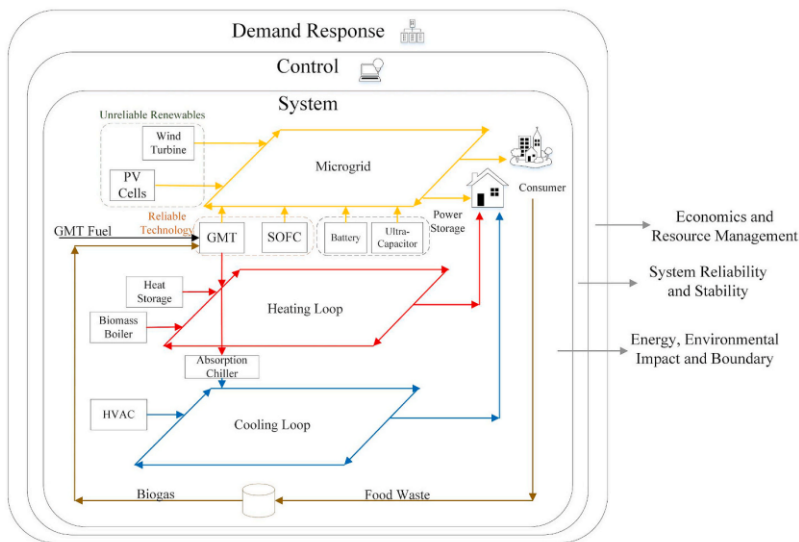 Demand Response
Control
System
Unreliable Renewables
Wind
Turbine
PV
Cells
Microgrid
Consumer
Reliable
Technology
GMT Fuel
GMT
SOFC
Battery
Ultra-
Capacitor
Power
Storage
Heat
Storage
Biomass
Boiler
Heating Loop
Absorption
Chiller
HVAC
Cooling Loop
Biogas
Food Waste
Economics and
Resource Management
System Reliability
and Stability
Energy, Environmental
Impact and Boundary